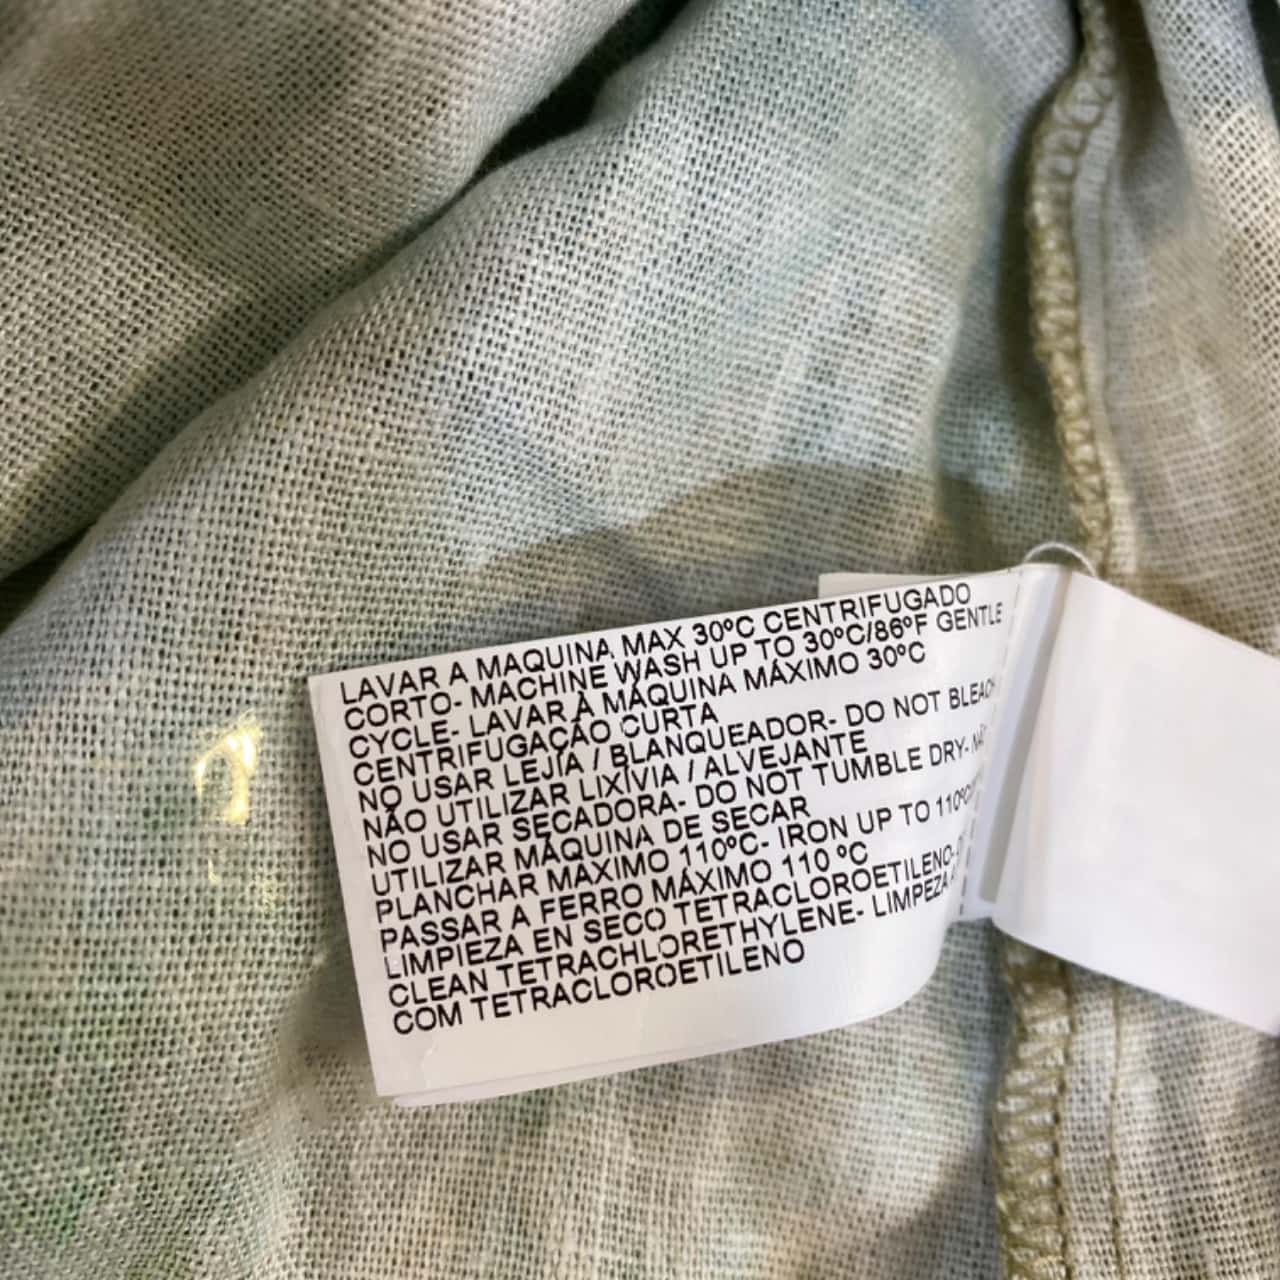 LAVAR A MAQUINA MAX 30ºC CENTRIFUGADO
CORTO- MACHINE WASH UP TO 30ºC/86ºF GENTLE
CYCLE- LAVAR À MÁQUINA MÁXIMO 30ºC
CENTRIFUGAÇÃO CURTA
NO USAR LEJÍA / BLANQUEADOR- DO NOT BLEACH
NÃO UTILIZAR LIXÍVIA / ALVEJANTE
NO USAR SECADORA- DO NOT TUMBLE DRY-
UTILIZAR MÁQUINA DE SECAR
PLANCHAR MÁXIMO 110ºC- IRON UP TO 110ºC
PASSAR A FERRO MÁXIMO 110 ºC
LIMPIEZA EN SECO TETRACLOROETILENO-
CLEAN TETRACHLORETHYLENE- LIMPEZA
COM TETRACLOROETILENO